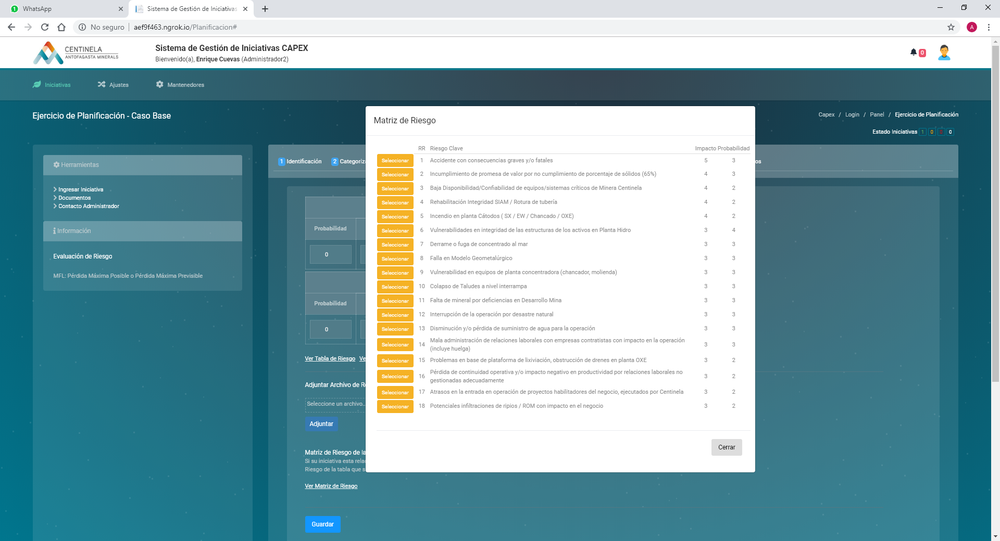 WhatsApp
Sistema de Gestión de Iniciativas
No seguro
aef9f463.ngrok.io/Planificacion#
A
CENTINELA
ANTOFAGASTA MINERALS
Sistema de Gestión de Iniciativas CAPEX
Bienvenido(a), Enrique Cuevas (Administrador2)
0
Iniciativas
Ajustes
Mantenedores
Ejercicio de Planificación - Caso Base
Capex / Login / Panel / Ejercicio de Planificación
Estado Iniciativas 1 0 0 0
Herramientas
Ingresar Iniciativa
Documentos
Contacto Administrador
Información
Evaluación de Riesgo
MFL: Pérdida Máxima Posible o Pérdida Máxima Previsible
1 Identificación
2 Categoriza
os
Probabilidad
0
Probabilidad
0
Ver Tabla de Riesgo Ve
Adjuntar Archivo de Re
Seleccione un archivo..
Adjuntar
Matriz de Riesgo de la
Si su iniciativa esta rela
Riesgo de la tabla que s
Ver Matriz de Riesgo
Guardar
Matriz de Riesgo
RR Riesgo Clave Impacto Probabilidad
Seleccionar 1 Accidente con consecuencias graves y/o fatales 5 3
Seleccionar 2 Incumplimiento de promesa de valor por no cumplimiento de porcentaje de sólidos (65%) 4 3
Seleccionar 3 Baja Disponibilidad/Confiabilidad de equipos/sistemas críticos de Minera Centinela 4 2
Seleccionar 4 Rehabilitación Integridad SIAM / Rotura de tubería 4 2
Seleccionar 5 Incendio en planta Cátodos ( SX / EW / Chancado / OXE) 4 2
Seleccionar 6 Vulnerabilidades en integridad de las estructuras de los activos en Planta Hidro 3 4
Seleccionar 7 Derrame o fuga de concentrado al mar 3 3
Seleccionar 8 Falla en Modelo Geometalúrgico 3 3
Seleccionar 9 Vulnerabilidad en equipos de planta concentradora (chancador, molienda) 3 3
Seleccionar 10 Colapso de Taludes a nivel interrampa 3 3
Seleccionar 11 Falta de mineral por deficiencias en Desarrollo Mina 3 3
Seleccionar 12 Interrupción de la operación por desastre natural 3 3
Seleccionar 13 Disminución y/o pérdida de suministro de agua para la operación 3 3
Seleccionar 14 Mala administración de relaciones laborales con empresas contratistas con impacto en la operación
(incluye huelga) 3 3
Seleccionar 15 Problemas en base de plataforma de lixiviación, obstrucción de drenes en planta OXE 3 2
Seleccionar 16 Pérdida de continuidad operativa y/o impacto negativo en productividad por relaciones laborales no
gestionadas adecuadamente 3 2
Seleccionar 17 Atrasos en la entrada en operación de proyectos habilitadores del negocio, ejecutados por Centinela 3 2
Seleccionar 18 Potenciales infiltraciones de ripios / ROM con impacto en el negocio 3 2
Cerrar